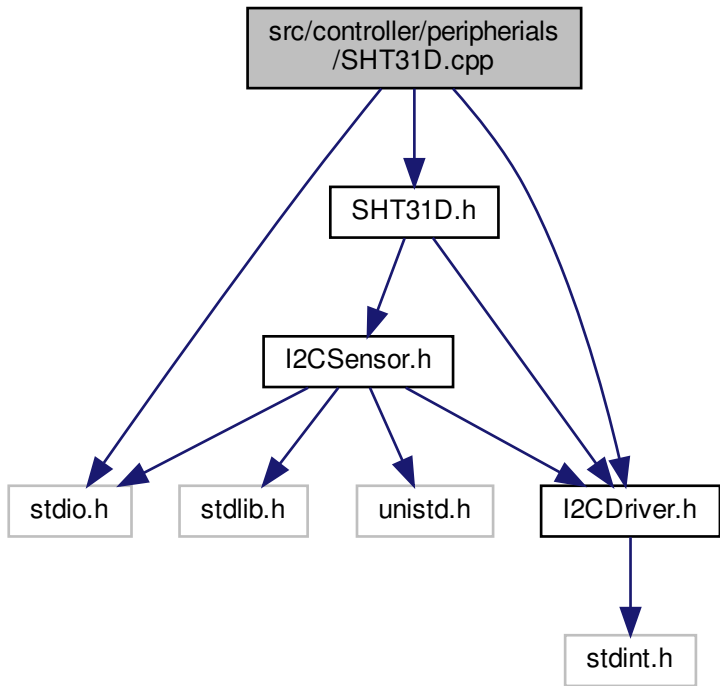 src/controller/peripherials
/SHT31D.cpp
SHT31D.h
I2CSensor.h
stdio.h
stdlib.h
unistd.h
I2CDriver.h
stdint.h